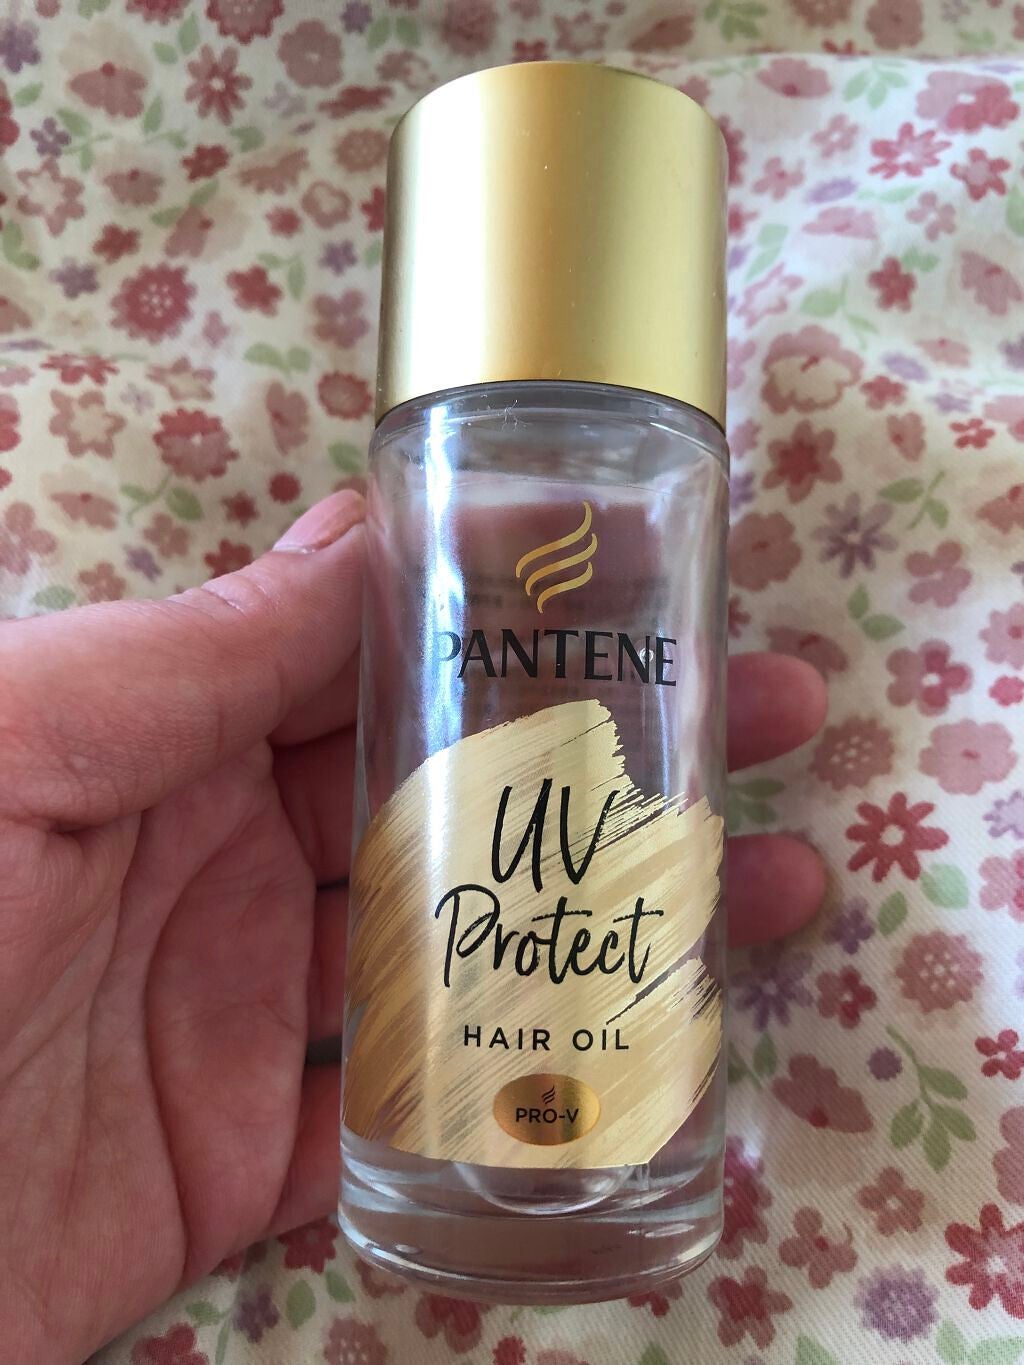 PANTENE
UV
Protect
HAIR OIL
PRO-V